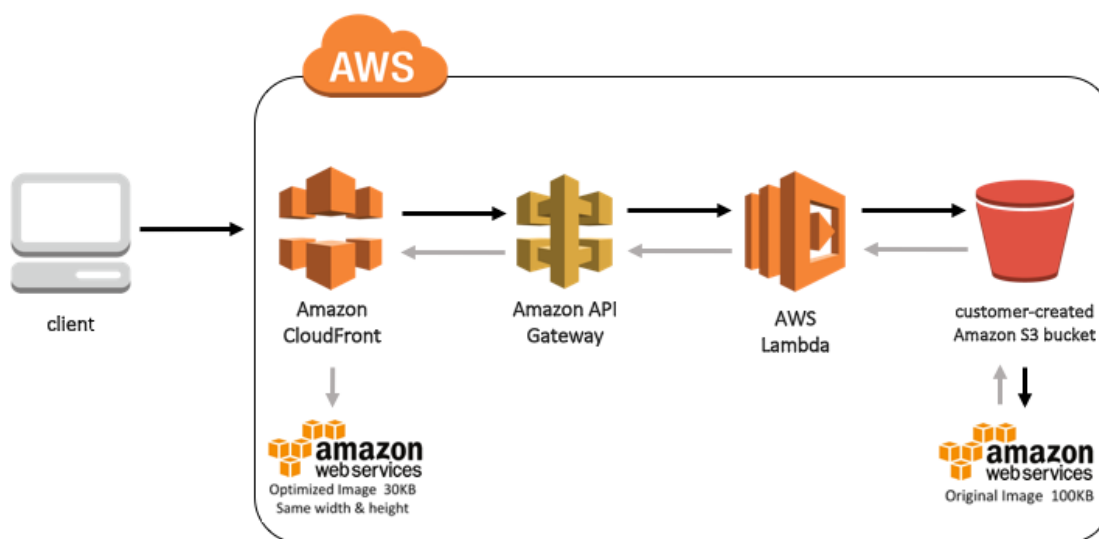 AWS
client
Amazon
CloudFront
Amazon API
Gateway
AWS
Lambda
customer-created
Amazon S3 bucket
amazon
webservices
Optimized Image 30KB
Same width & height
amazon
webservices
Original Image 100KB